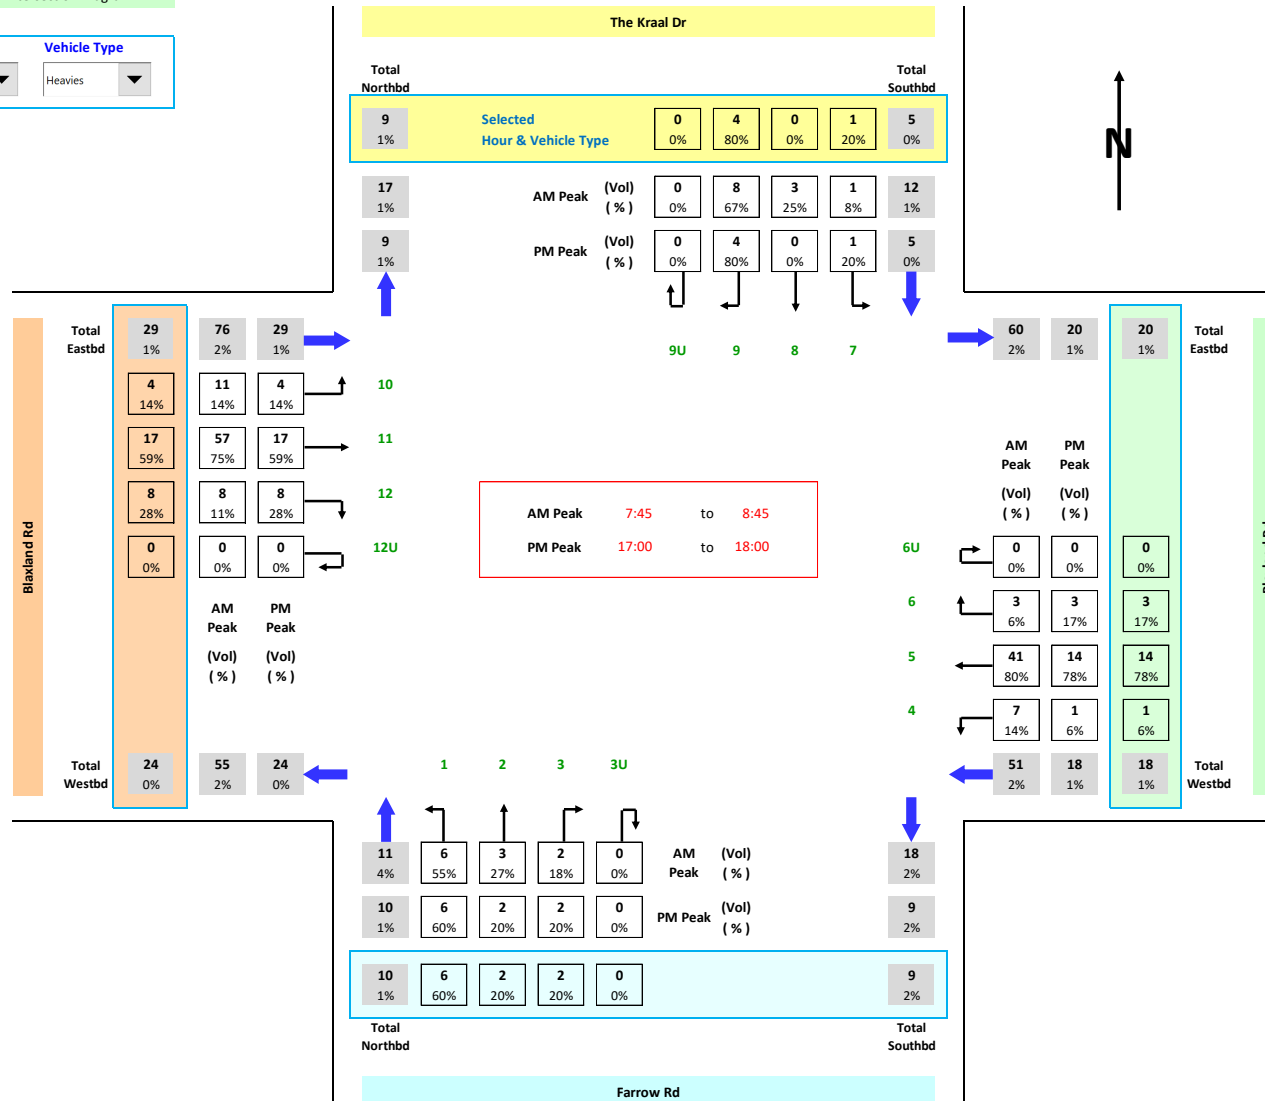 Vehicle Type
Heavies
The Kraal Dr
Total Northbd
Total Southbd
9 Selected 0 4 0 1 5
1% Hour & Vehicle Type 0% 80% 0% 20% 0%
17 AM Peak (Vol) 0 8 3 1 12
1% ( % ) 0% 67% 25% 8% 1%
9 PM Peak (Vol) 0 4 0 1 5
1% ( % ) 0% 80% 0% 20% 0%
N
9U 9 8 7
Total Eastbd
29 76 29
1% 2% 1%
4 11 4 10
14% 14% 14%
17 57 17 11
59% 75% 59%
8 8 8 12
28% 11% 28%
0 0 0 12U
0% 0% 0%
AM PM
Peak Peak
(Vol) (Vol)
( % ) ( % )
Blaxland Rd
Total Westbd
24 55 24
0% 2% 0%
AM Peak 7:45 to 8:45
PM Peak 17:00 to 18:00
60 20 20
2% 1% 1%
Total Eastbd
AM PM
Peak Peak
(Vol) (Vol)
( % ) ( % )
6U 0 0 0
0% 0% 0%
6 3 3 3
6% 17% 17%
5 41 14 14
80% 78% 78%
4 7 1 1
14% 6% 6%
51 18 18
2% 1% 1%
Total Westbd
1 2 3 3U
11 6 3 2 0 AM (Vol) 18
4% 55% 27% 18% 0% Peak ( % ) 2%
10 6 2 2 0 PM Peak (Vol) 9
1% 60% 20% 20% 0% ( % ) 2%
10 6 2 2 0 9
1% 60% 20% 20% 0% 2%
Total Northbd
Total Southbd
Farrow Rd